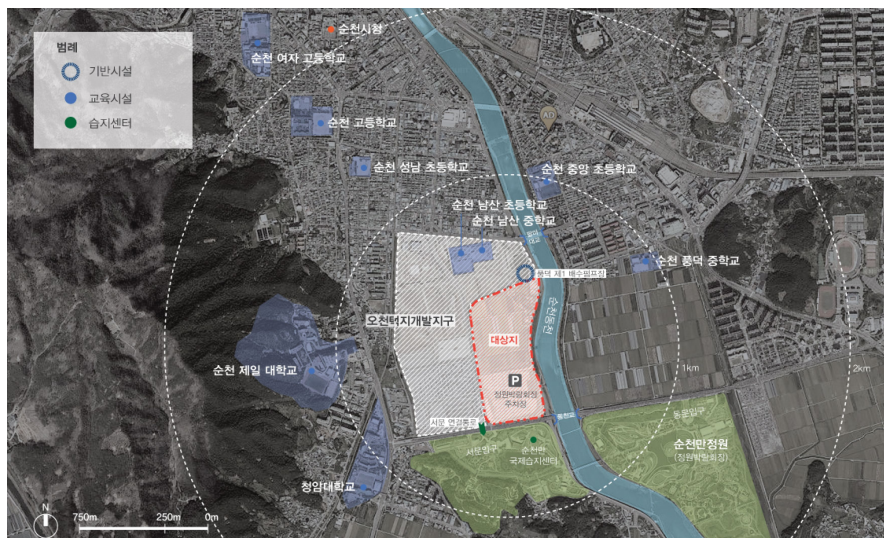 범례
기반시설
교육시설
습지센터
순천시청
순천 여자 고등학교
순천 고등학교
순천 성남 초등학교
순천 중앙 초등학교
순천 남산 초등학교
순천 남산 중학교
순천 풍덕 중학교
풍덕 제1 배수펌프장
순천동천
오천택지개발지구
대상지
P
정원박람회장
주차장
순천 제일 대학교
1km
2km
서문 연결통로
동천교
동문입구
서문입구
순천만
국제습지센터
순천만정원
(정원박람회장)
청암대학교
N
750m
250m
0m